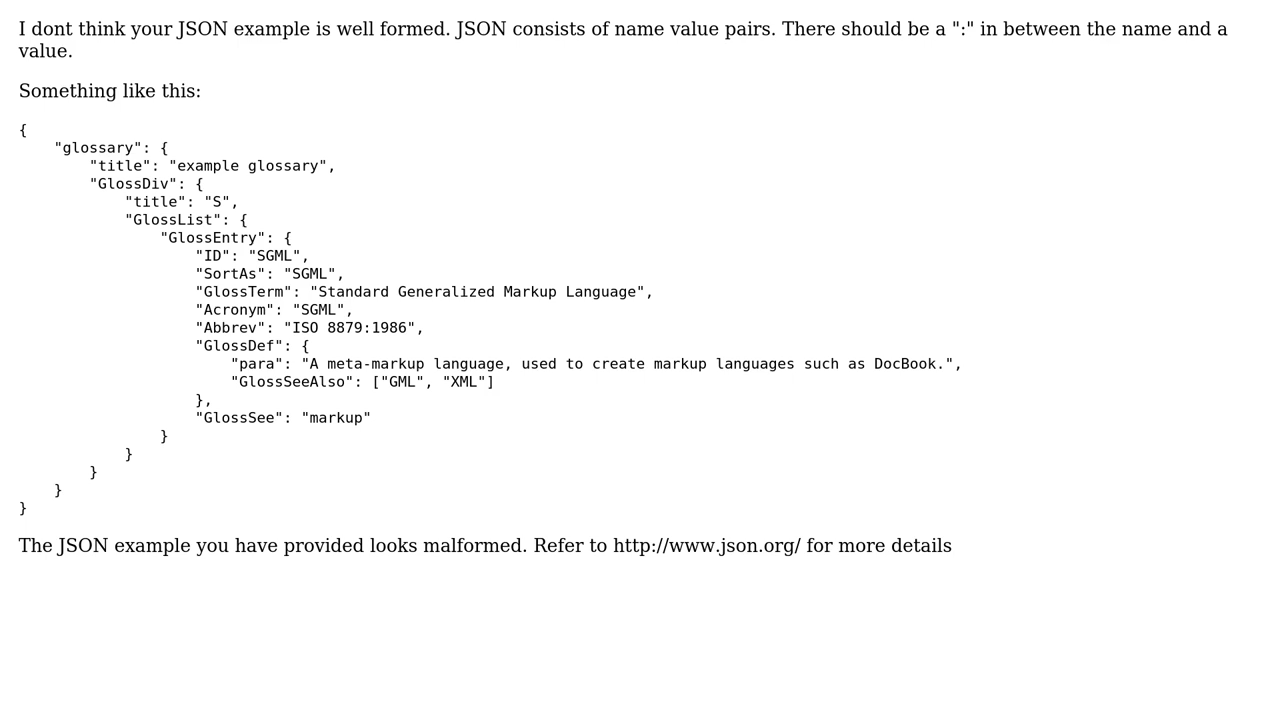 I dont think your JSON example is well formed. JSON consists of name value pairs. There should be a ":" in between the name and a
value.
Something like this:
{
    "glossary": {
        "title": "example glossary",
        "GlossDiv": {
            "title": "S",
            "GlossList": {
                "GlossEntry": {
                    "ID": "SGML",
                    "SortAs": "SGML",
                    "GlossTerm": "Standard Generalized Markup Language",
                    "Acronym": "SGML",
                    "Abbrev": "ISO 8879:1986",
                    "GlossDef": {
                        "para": "A meta-markup language, used to create markup languages such as DocBook.",
                        "GlossSeeAlso": ["GML", "XML"]
                    },
                    "GlossSee": "markup"
                }
            }
        }
    }
}
The JSON example you have provided looks malformed. Refer to http://www.json.org/ for more details